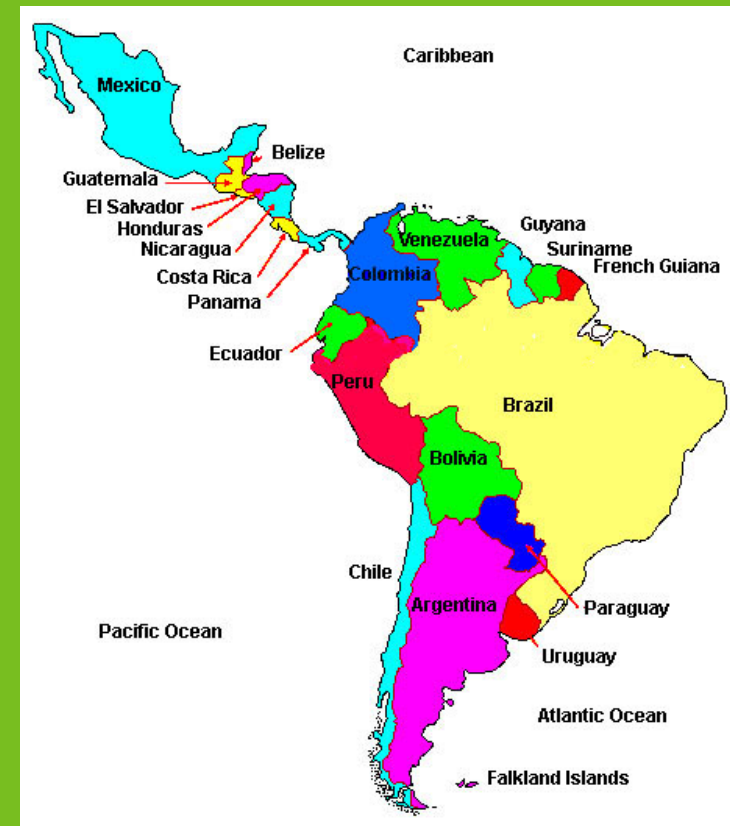 Caribbean
Mexico
Belize
Guatemala
El Salvador
Honduras
Nicaragua
Costa Rica
Panama
Guyana
Venezuela
Suriname
French Guiana
Colombia
Ecuador
Peru
Brazil
Bolivia
Chile
Argentina
Paraguay
Pacific Ocean
Uruguay
Atlantic Ocean
Falkland Islands